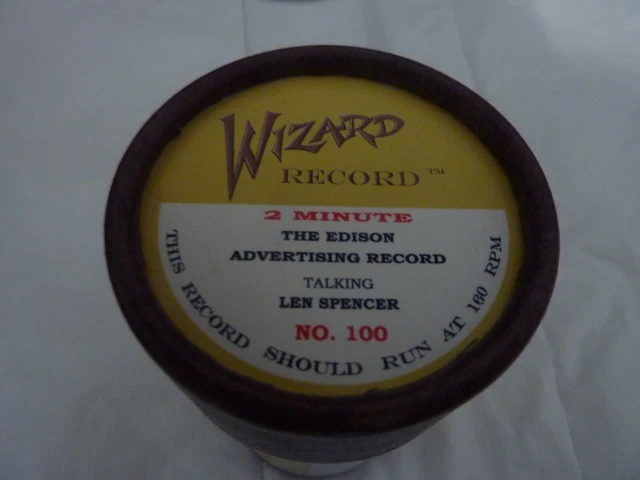 WIZARD
RECORD™
2 MINUTE
THE EDISON
ADVERTISING RECORD
TALKING
LEN SPENCER
NO. 100
THIS RECORD SHOULD RUN AT 160 RPM